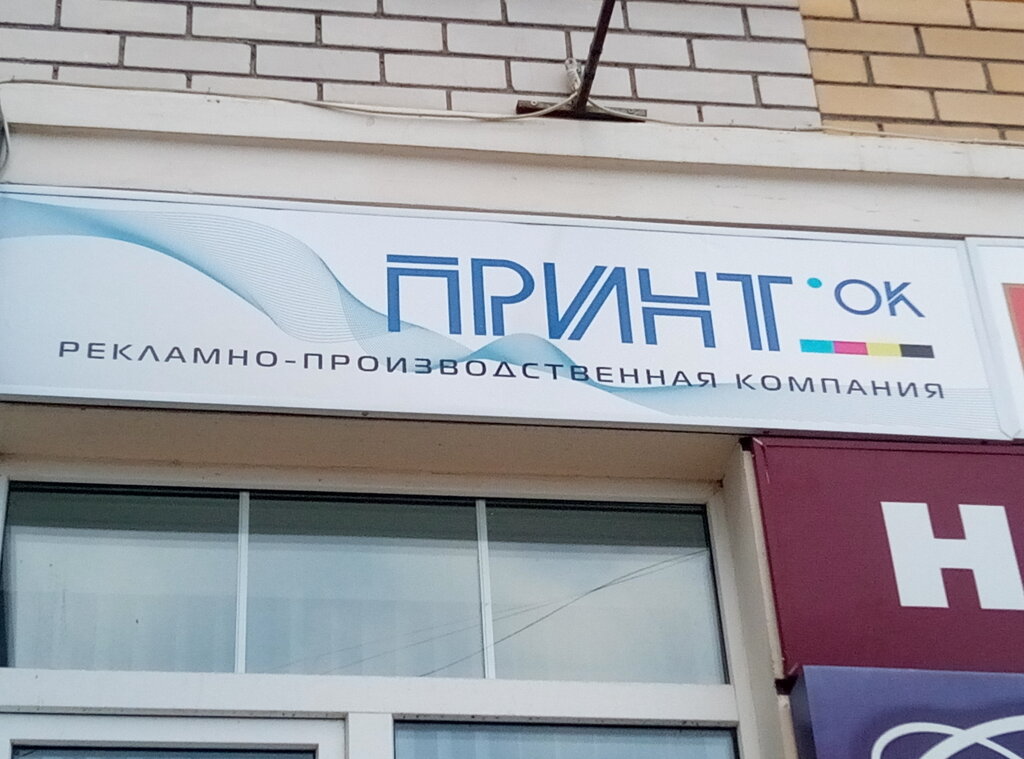 ПРИНТ ОК
РЕКЛАМНО-ПРОИЗВОДСТВЕННАЯ КОМПАНИЯ
Н